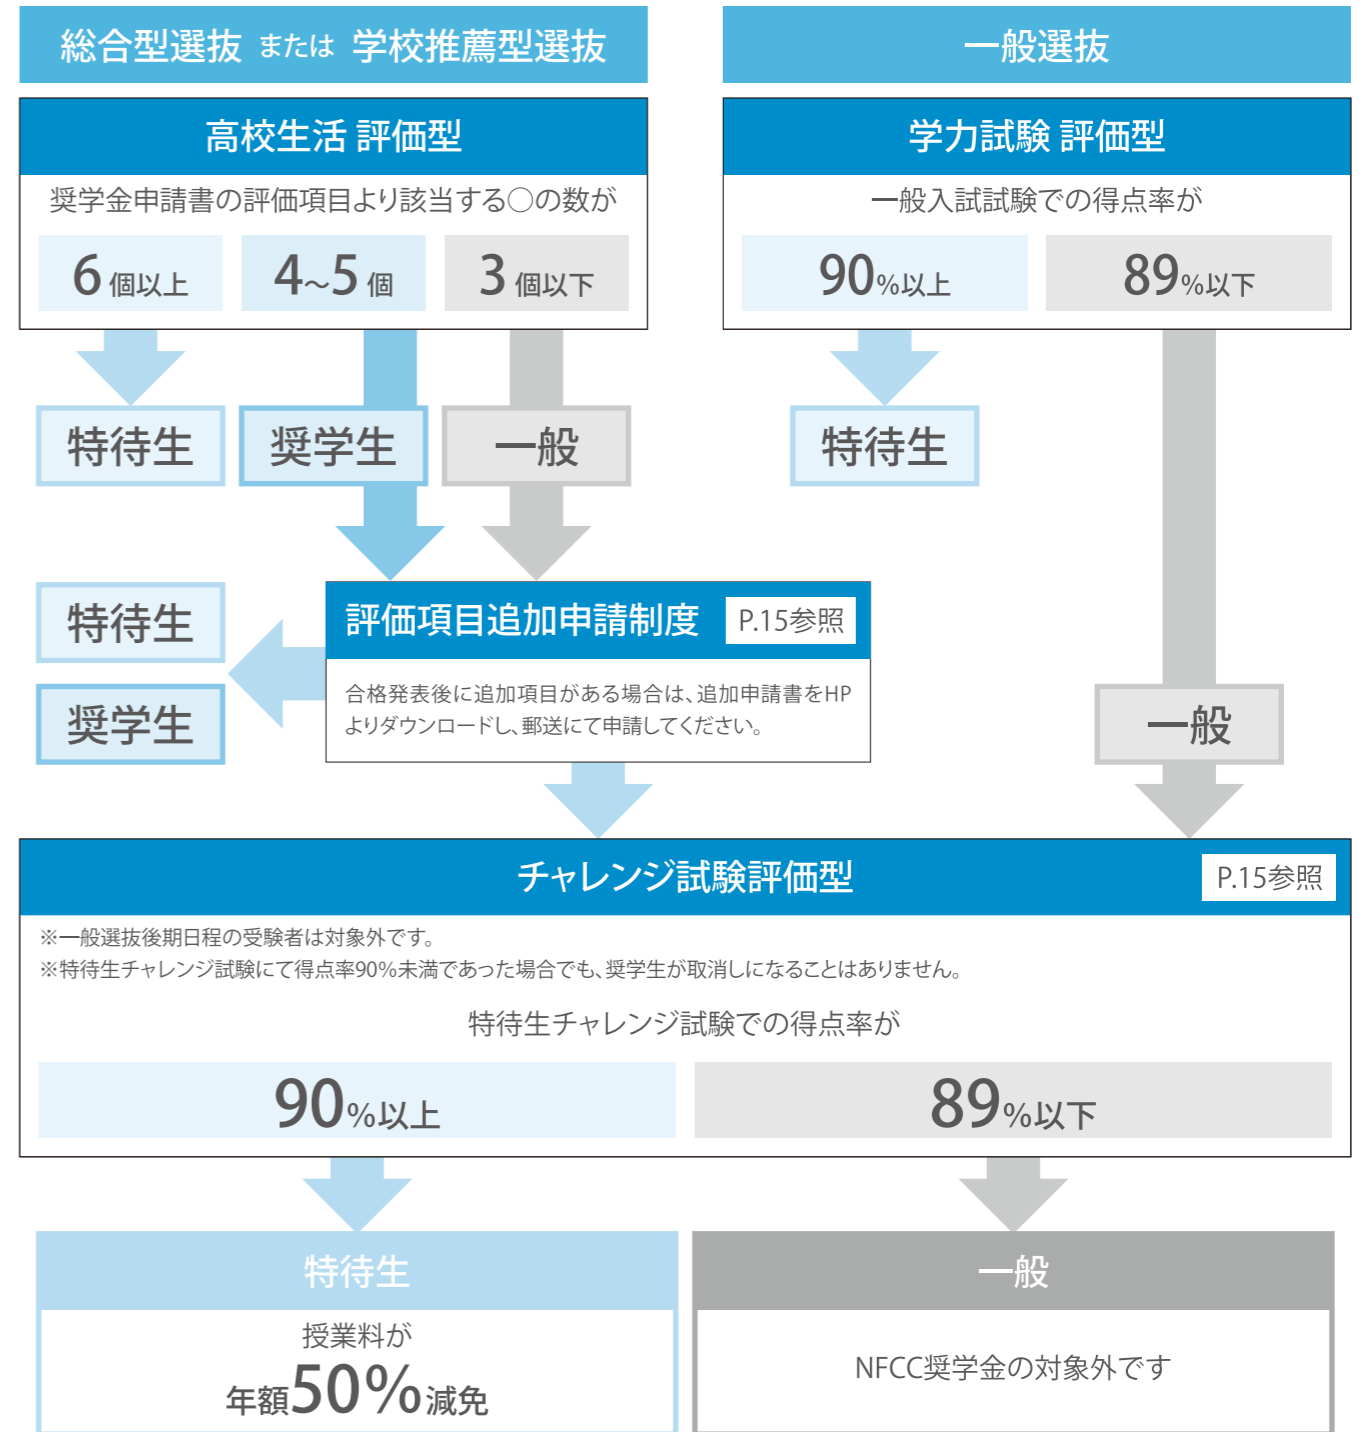 総合型選抜 または 学校推薦型選抜
高校生活 評価型
奨学金申請書の評価項目より該当する○の数が
6個以上
4～5個
3個以下
特待生
奨学生
一般
一般選抜
学力試験 評価型
一般入試試験での得点率が
90%以上
89%以下
特待生
一般
評価項目追加申請制度 P.15参照
合格発表後に追加項目がある場合は、追加申請書をHP
よりダウンロードし、郵送にて申請してください。
特待生
奨学生
チャレンジ試験評価型 P.15参照
※一般選抜後期日程の受験者は対象外です。
※特待生チャレンジ試験にて得点率90%未満であった場合でも、奨学生が取消しになることはありません。
特待生チャレンジ試験での得点率が
90%以上
89%以下
特待生
授業料が
年額50%減免
一般
NFCC奨学金の対象外です